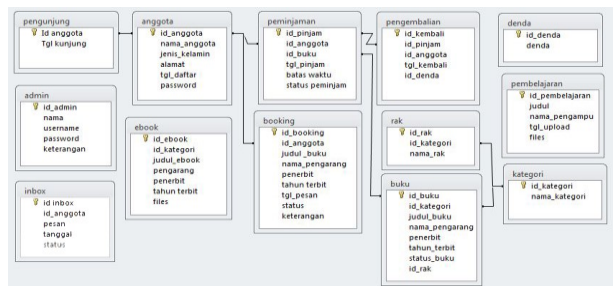 pengunjung
Id anggota
Tgl kunjung
anggota
id_anggota
nama_anggota
jenis_kelamin
alamat
tgl_daftar
password
peminjaman
id_pinjam
id_anggota
id_buku
tgl_pinjam
batas waktu
status peminjam
pengembalian
id_kembali
id_pinjam
id_anggota
tgl_kembali
id_denda
denda
id_denda
denda
admin
id_admin
nama
username
password
keterangan
ebook
id_ebook
id_kategori
judul_ebook
pengarang
penerbit
tahun terbit
files
booking
id_booking
id_anggota
judul _buku
nama_pengarang
penerbit
tahun terbit
tgl_pesan
status
keterangan
rak
id_rak
id_kategori
nama_rak
pembelajaran
id_pembelajaran
judul
nama_pengampu
tgl_upload
files
inbox
id inbox
id_anggota
pesan
tanggal
status
buku
id_buku
id_kategori
judul_buku
nama_pengarang
penerbit
tahun_terbit
status_buku
id_rak
kategori
id_kategori
nama_kategori